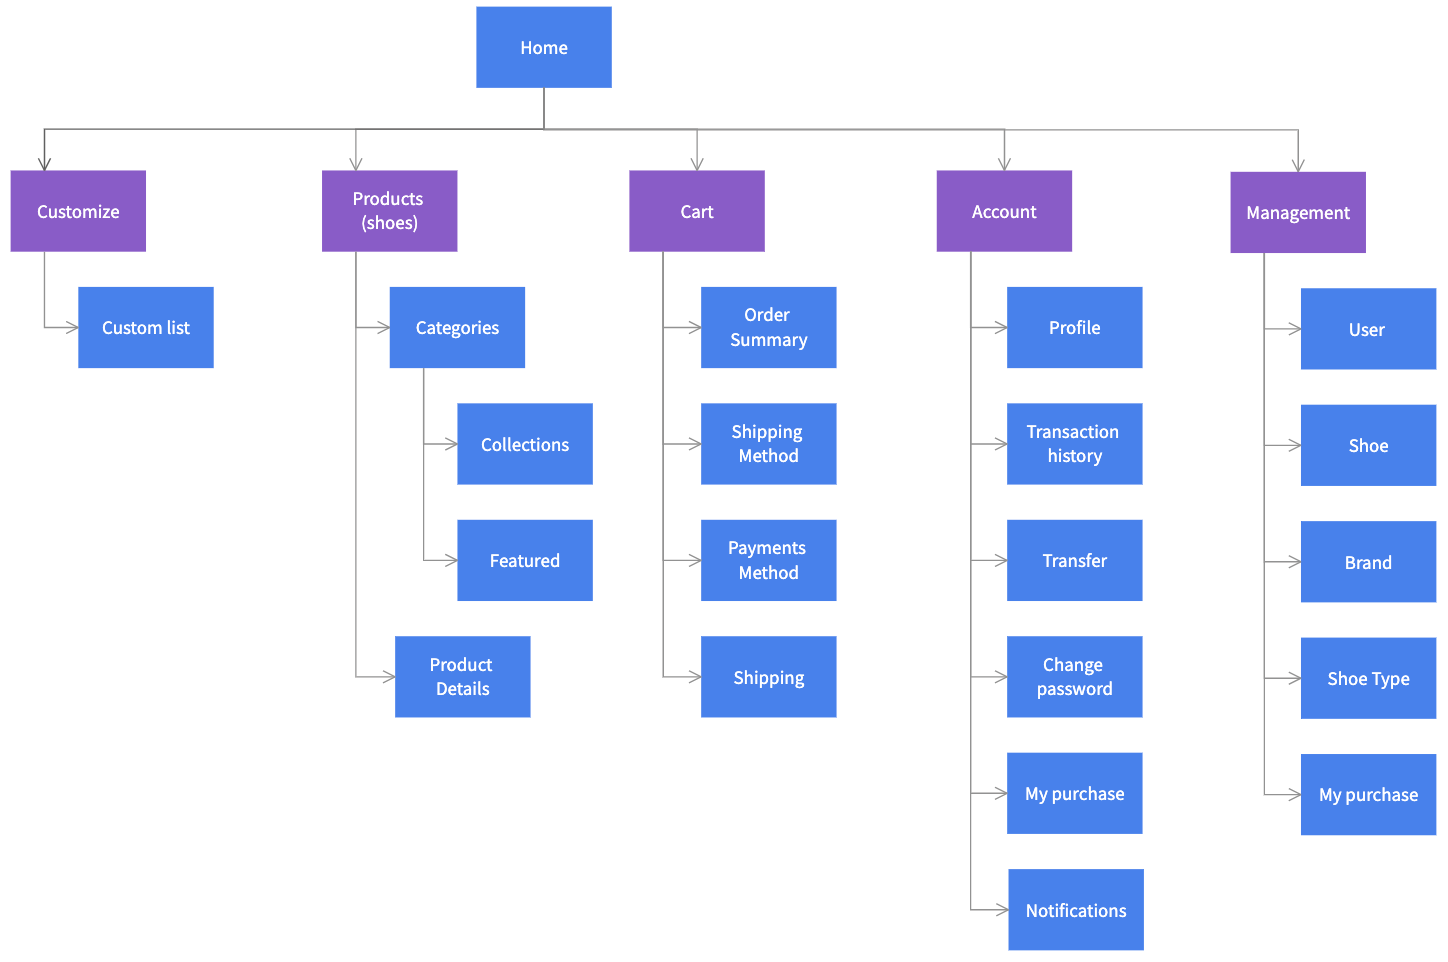 Home
Customize
Products
(shoes)
Cart
Account
Management
Custom list
Categories
Collections
Featured
Product
Details
Order
Summary
Shipping
Method
Payments
Method
Shipping
Profile
Transaction
history
Transfer
Change
password
My purchase
Notifications
User
Shoe
Brand
Shoe Type
My purchase